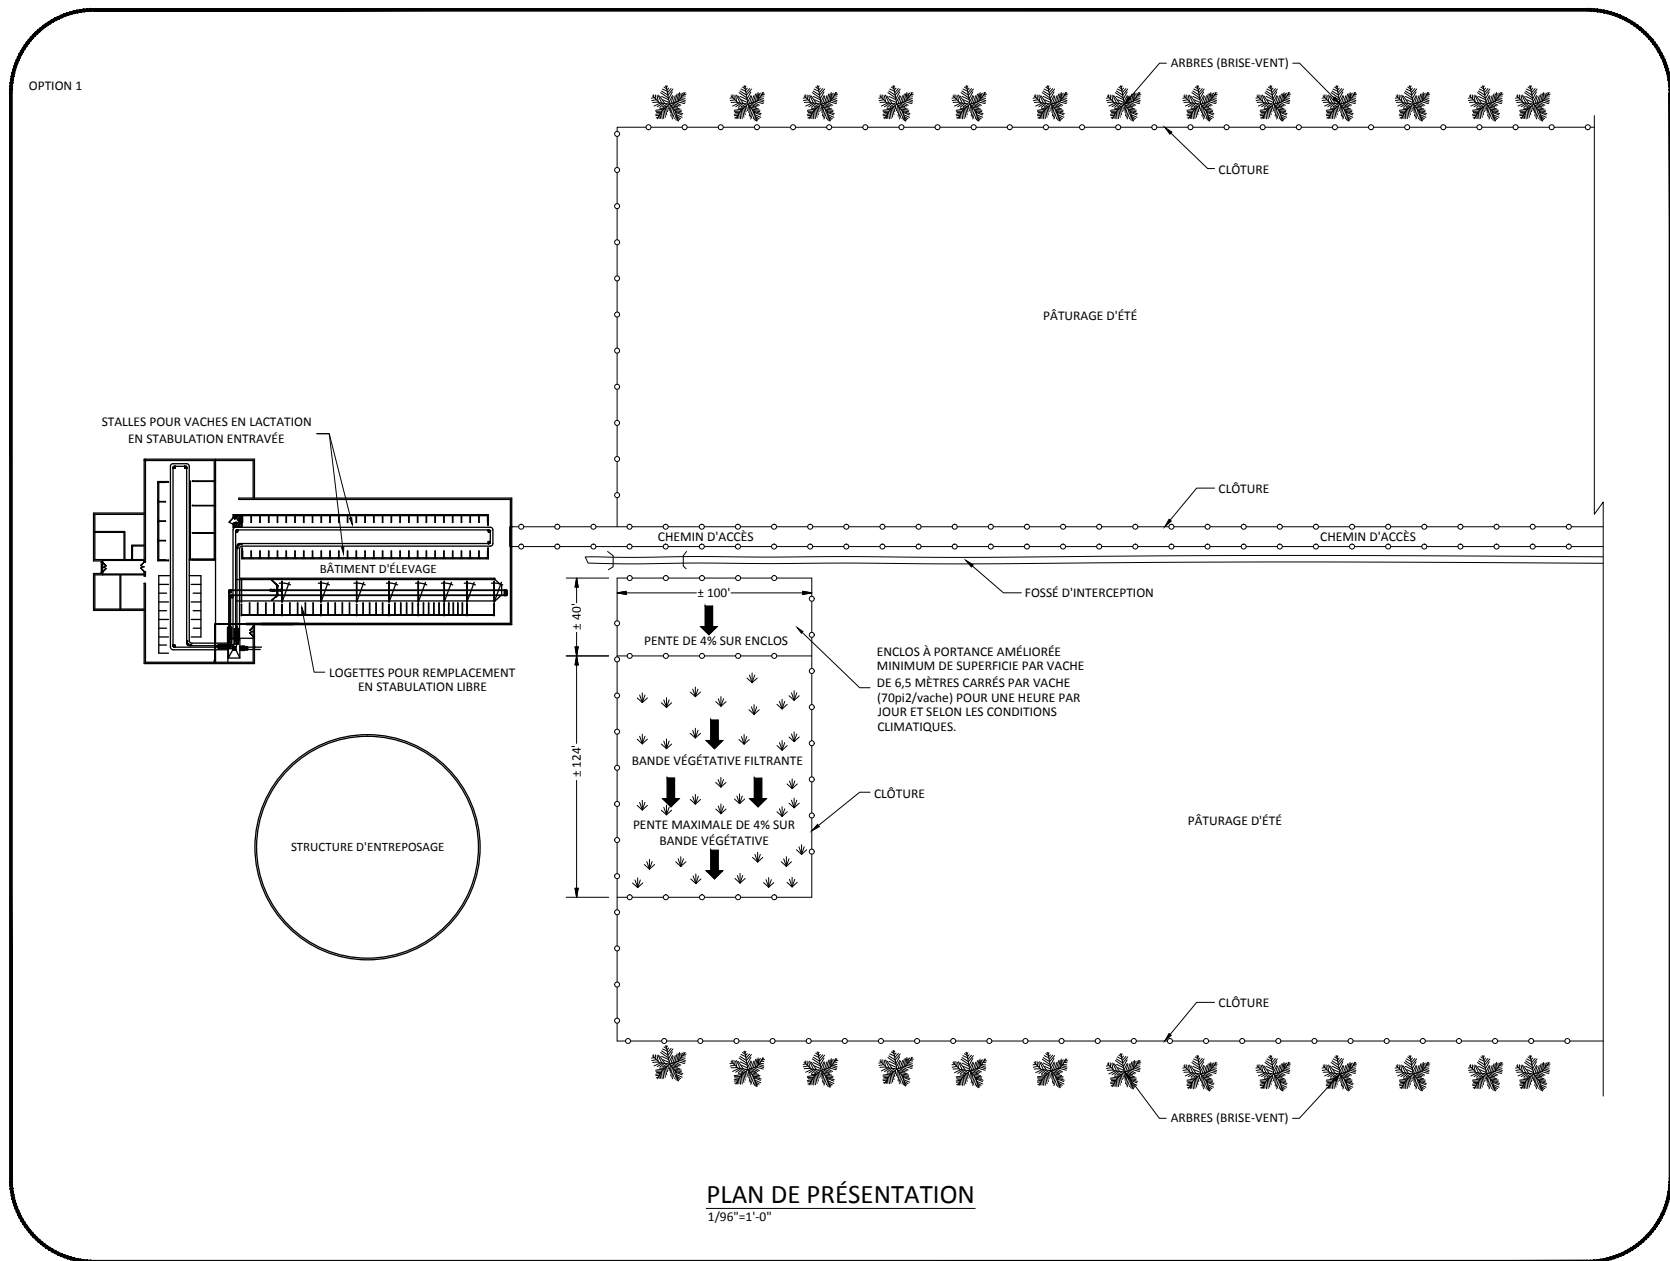 OPTION 1
ARBRES (BRISE-VENT)
CLÔTURE
PÂTURAGE D'ÉTÉ
STALLES POUR VACHES EN LACTATION
EN STABULATION ENTRAVÉE
CLÔTURE
CHEMIN D'ACCÈS
CHEMIN D'ACCÈS
BÂTIMENT D'ÉLEVAGE
FOSSÉ D'INTERCEPTION
± 100'
± 40'
PENTE DE 4% SUR ENCLOS
ENCLOS À PORTANCE AMÉLIORÉE
MINIMUM DE SUPERFICIE PAR VACHE
DE 6,5 MÈTRES CARRÉS PAR VACHE
(70pi2/vache) POUR UNE HEURE PAR
JOUR ET SELON LES CONDITIONS
CLIMATIQUES.
LOGETTES POUR REMPLACEMENT
EN STABULATION LIBRE
± 124'
BANDE VÉGÉTATIVE FILTRANTE
CLÔTURE
PENTE MAXIMALE DE 4% SUR
BANDE VÉGÉTATIVE
PÂTURAGE D'ÉTÉ
STRUCTURE D'ENTREPOSAGE
CLÔTURE
ARBRES (BRISE-VENT)
PLAN DE PRÉSENTATION
1/96"=1'-0"